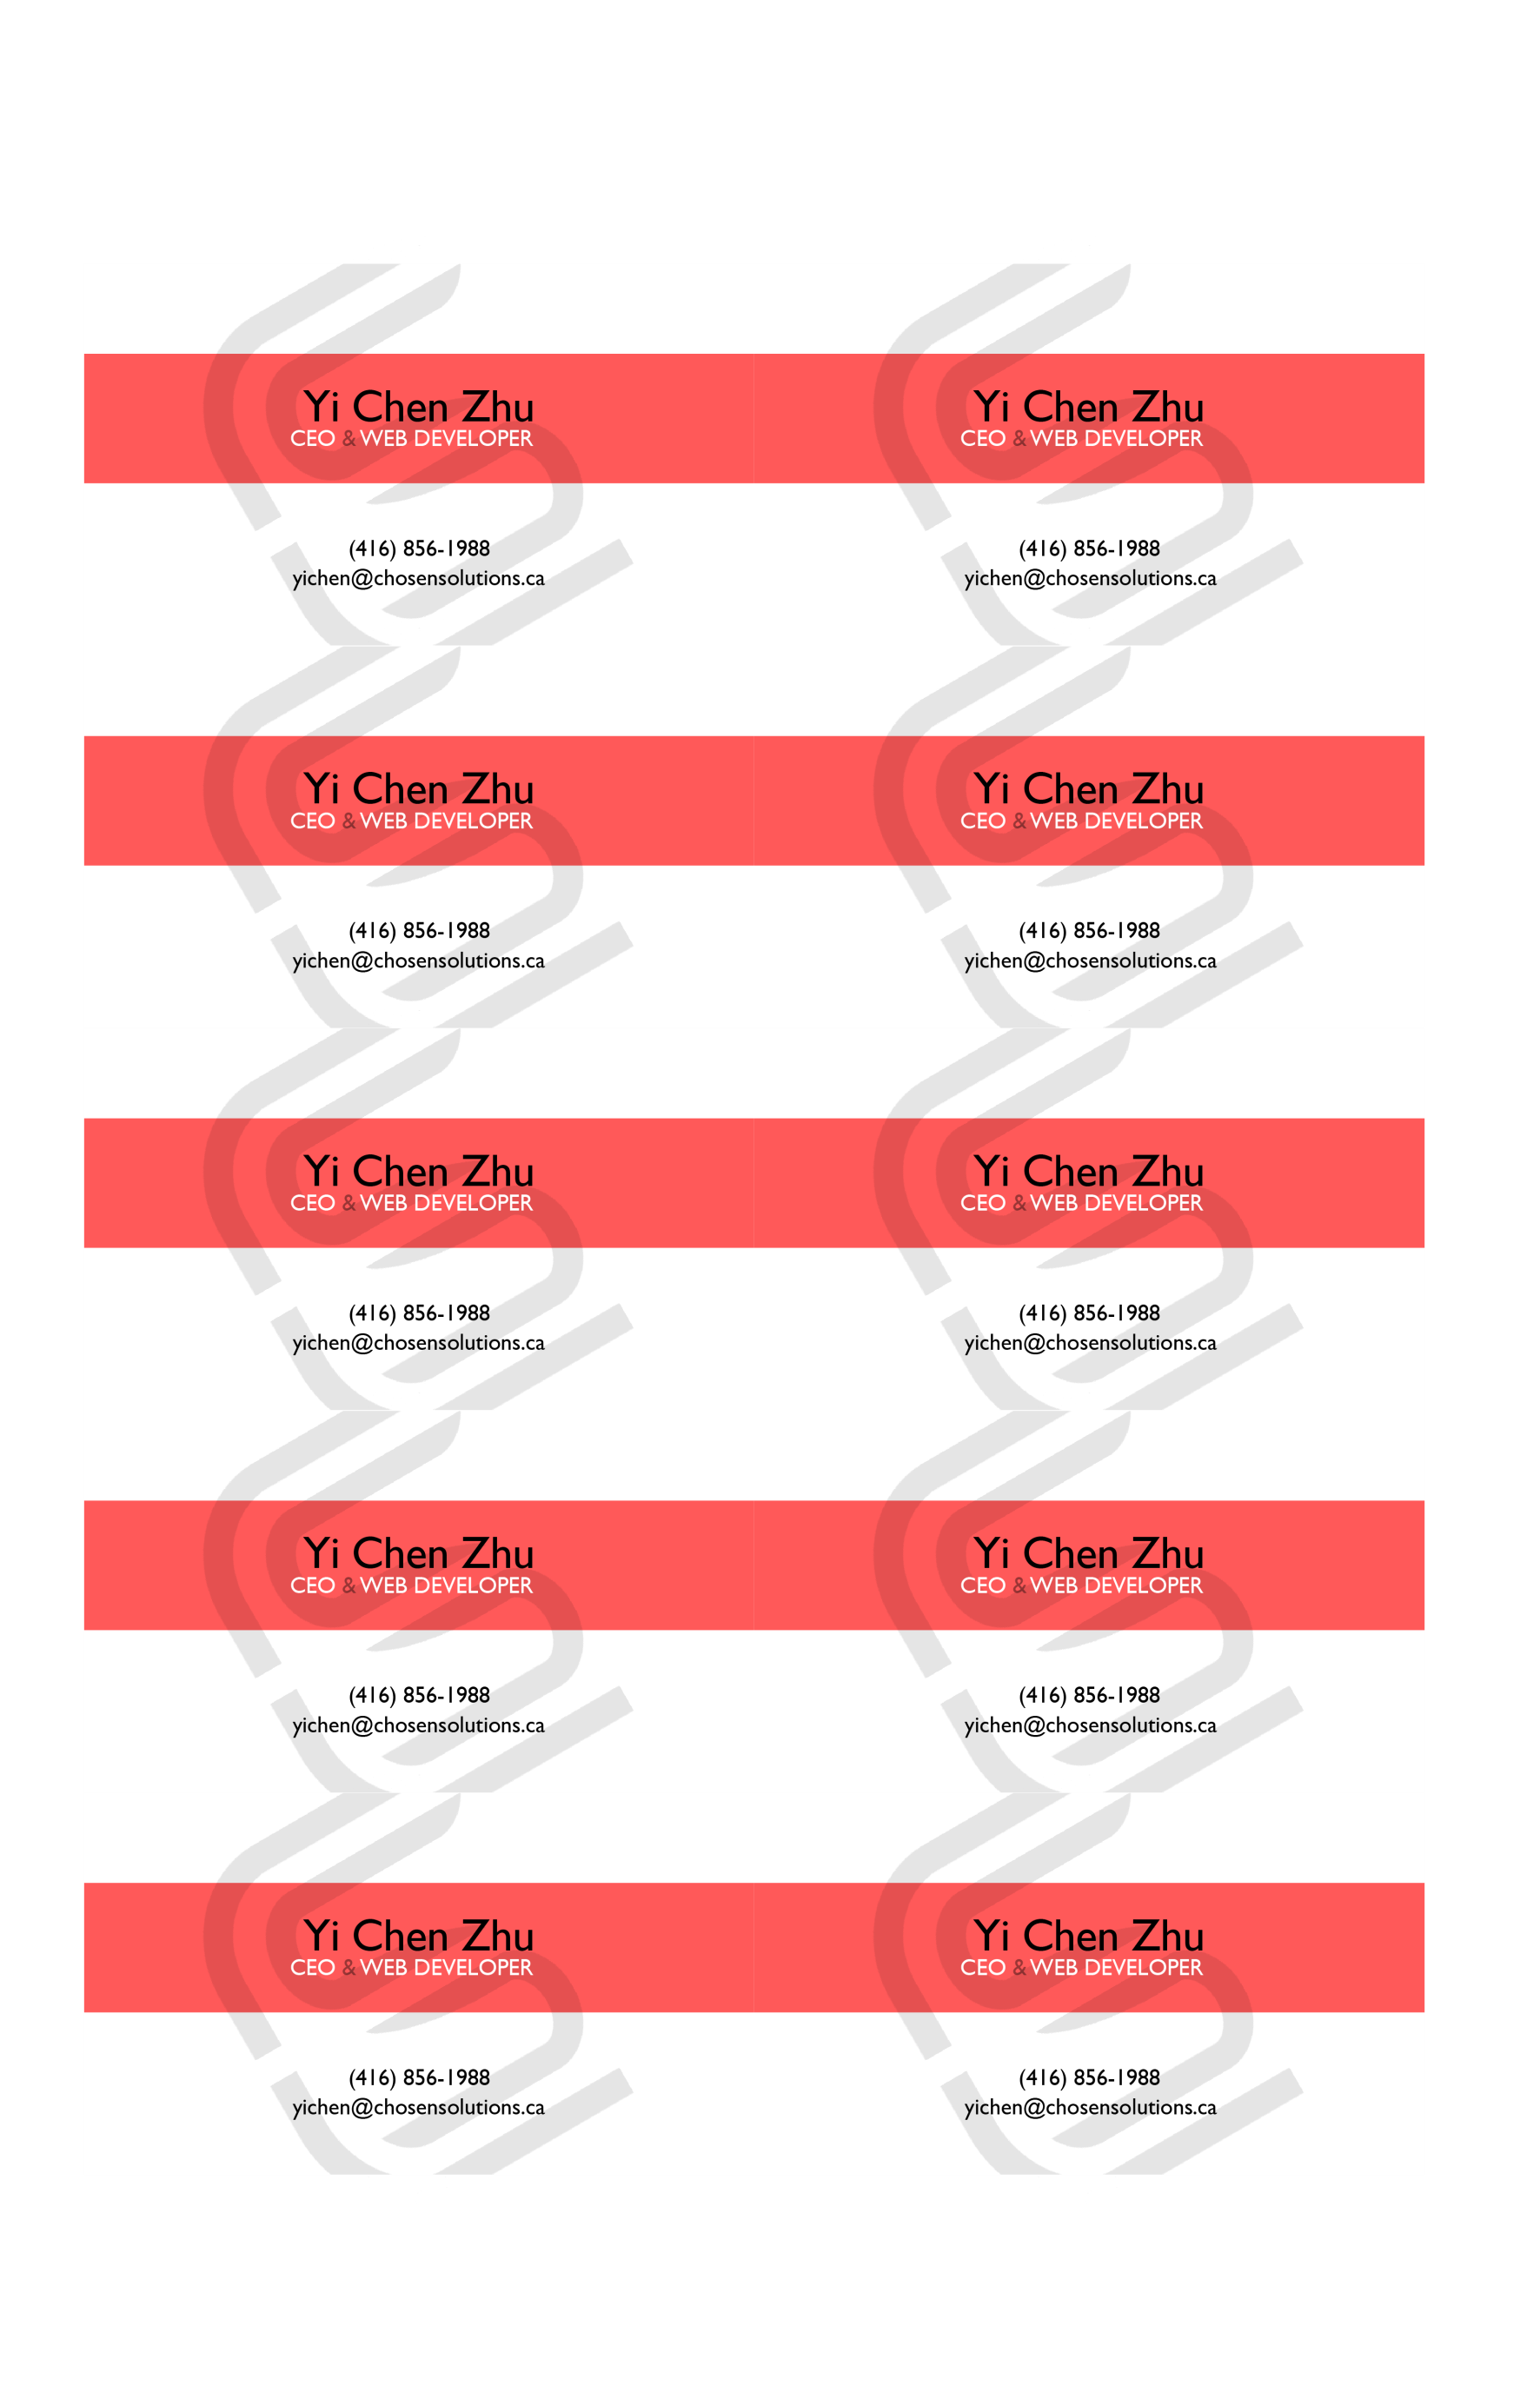 Yi Chen Zhu
CEO & WEB DEVELOPER
(416) 856-1988
yichen@chosensolutions.ca
Yi Chen Zhu
CEO & WEB DEVELOPER
(416) 856-1988
yichen@chosensolutions.ca
Yi Chen Zhu
CEO & WEB DEVELOPER
(416) 856-1988
yichen@chosensolutions.ca
Yi Chen Zhu
CEO & WEB DEVELOPER
(416) 856-1988
yichen@chosensolutions.ca
Yi Chen Zhu
CEO & WEB DEVELOPER
(416) 856-1988
yichen@chosensolutions.ca
Yi Chen Zhu
CEO & WEB DEVELOPER
(416) 856-1988
yichen@chosensolutions.ca
Yi Chen Zhu
CEO & WEB DEVELOPER
(416) 856-1988
yichen@chosensolutions.ca
Yi Chen Zhu
CEO & WEB DEVELOPER
(416) 856-1988
yichen@chosensolutions.ca
Yi Chen Zhu
CEO & WEB DEVELOPER
(416) 856-1988
yichen@chosensolutions.ca
Yi Chen Zhu
CEO & WEB DEVELOPER
(416) 856-1988
yichen@chosensolutions.ca